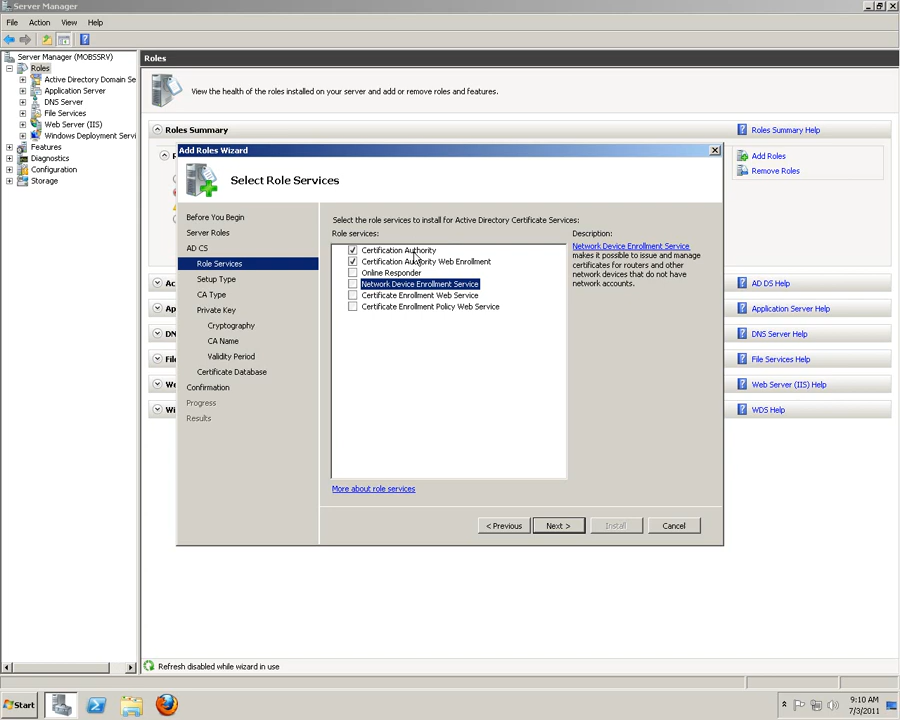 Server Manager
File Action View Help
Server Manager (MOBSSRV)
Roles
Active Directory Domain Se
Application Server
DNS Server
File Services
Web Server (IIS)
Windows Deployment Servi
Features
Diagnostics
Configuration
Storage
Roles
View the health of the roles installed on your server and add or remove roles and features.
Roles Summary
Roles Summary Help
R
Add Roles
Remove Roles
Ac
AD DS Help
Ap
Application Server Help
DN
DNS Server Help
File
File Services Help
We
Web Server (IIS) Help
Wi
WDS Help
Add Roles Wizard
Select Role Services
Before You Begin
Server Roles
AD CS
Role Services
Setup Type
CA Type
Private Key
Cryptography
CA Name
Validity Period
Certificate Database
Confirmation
Progress
Results
Select the role services to install for Active Directory Certificate Services:
Role services:
Certification Authority
Certification Authority Web Enrollment
Online Responder
Network Device Enrollment Service
Certificate Enrollment Web Service
Certificate Enrollment Policy Web Service
Description:
Network Device Enrollment Service
makes it possible to issue and manage
certificates for routers and other
network devices that do not have
network accounts.
More about role services
< Previous
Next >
Install
Cancel
Refresh disabled while wizard in use
Start
9:10 AM
7/3/2011